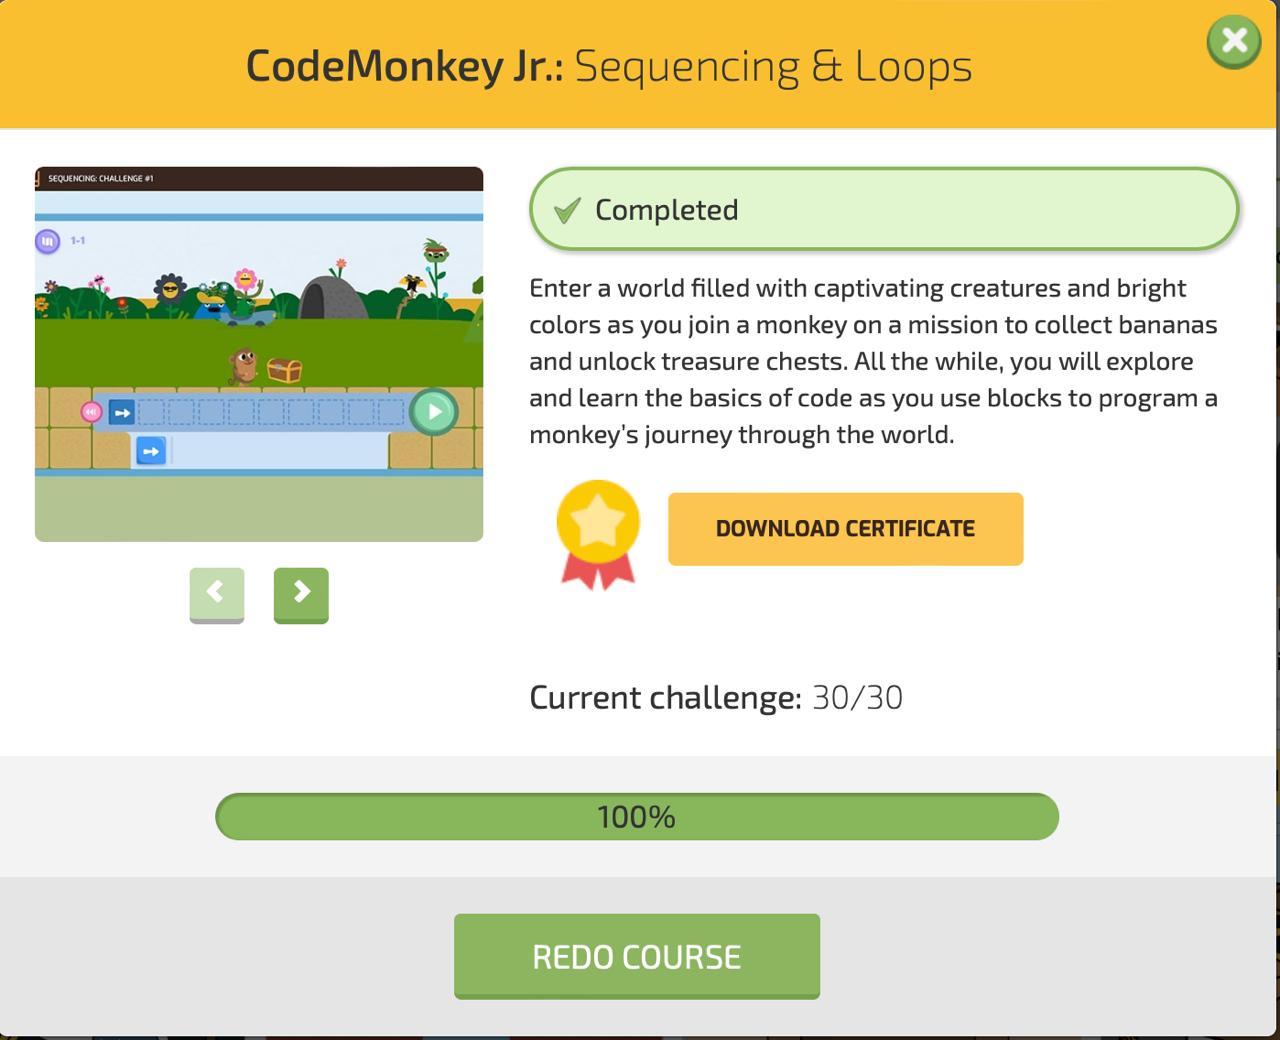 CodeMonkey Jr.: Sequencing & Loops
SEQUENCING: CHALLENGE #1
1-1
Completed
Enter a world filled with captivating creatures and bright
colors as you join a monkey on a mission to collect bananas
and unlock treasure chests. All the while, you will explore
and learn the basics of code as you use blocks to program a
monkey’s journey through the world.
DOWNLOAD CERTIFICATE
Current challenge: 30/30
100%
REDO COURSE